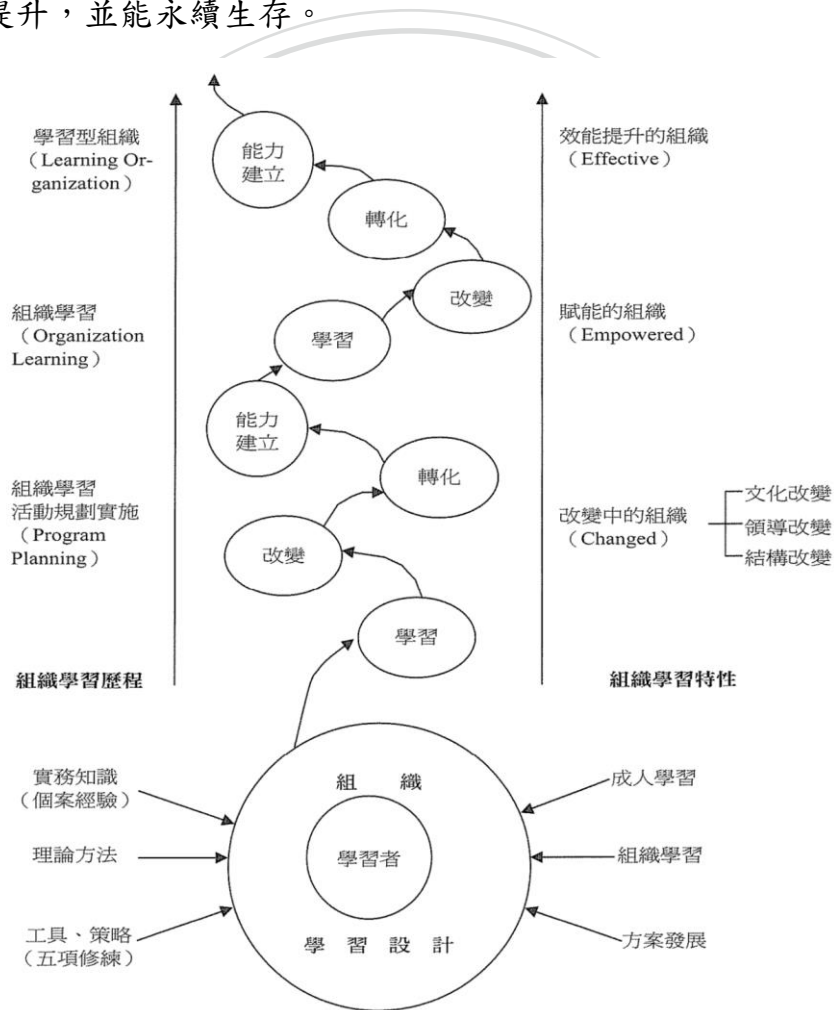 提升,並能永續生存。
學習型組織
(Learning Or-
ganization)
能力
建立
效能提升的組織
(Effective)
轉化
改變
組織學習
(Organization
Learning)
學習
賦能的組織
(Empowered)
能力
建立
轉化
組織學習
活動規劃實施
(Program
Planning)
改變
改變中的組織
(Changed)
文化改變
領導改變
結構改變
學習
組織學習歷程
組織學習特性
實務知識
(個案經驗)
理論方法
工具、策略
(五項修練)
組 織
學習者
學 習 設 計
成人學習
組織學習
方案發展